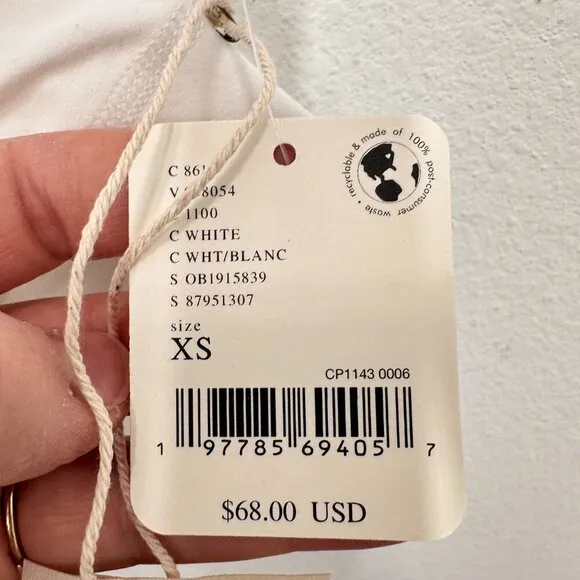 recyclable & made of 100% post-consumer waste •
C 861
V 8054
1100
C WHITE
C WHT/BLANC
S OB1915839
S 87951307
size
XS
CP1143 0006
1 97785 69405 7
$68.00 USD